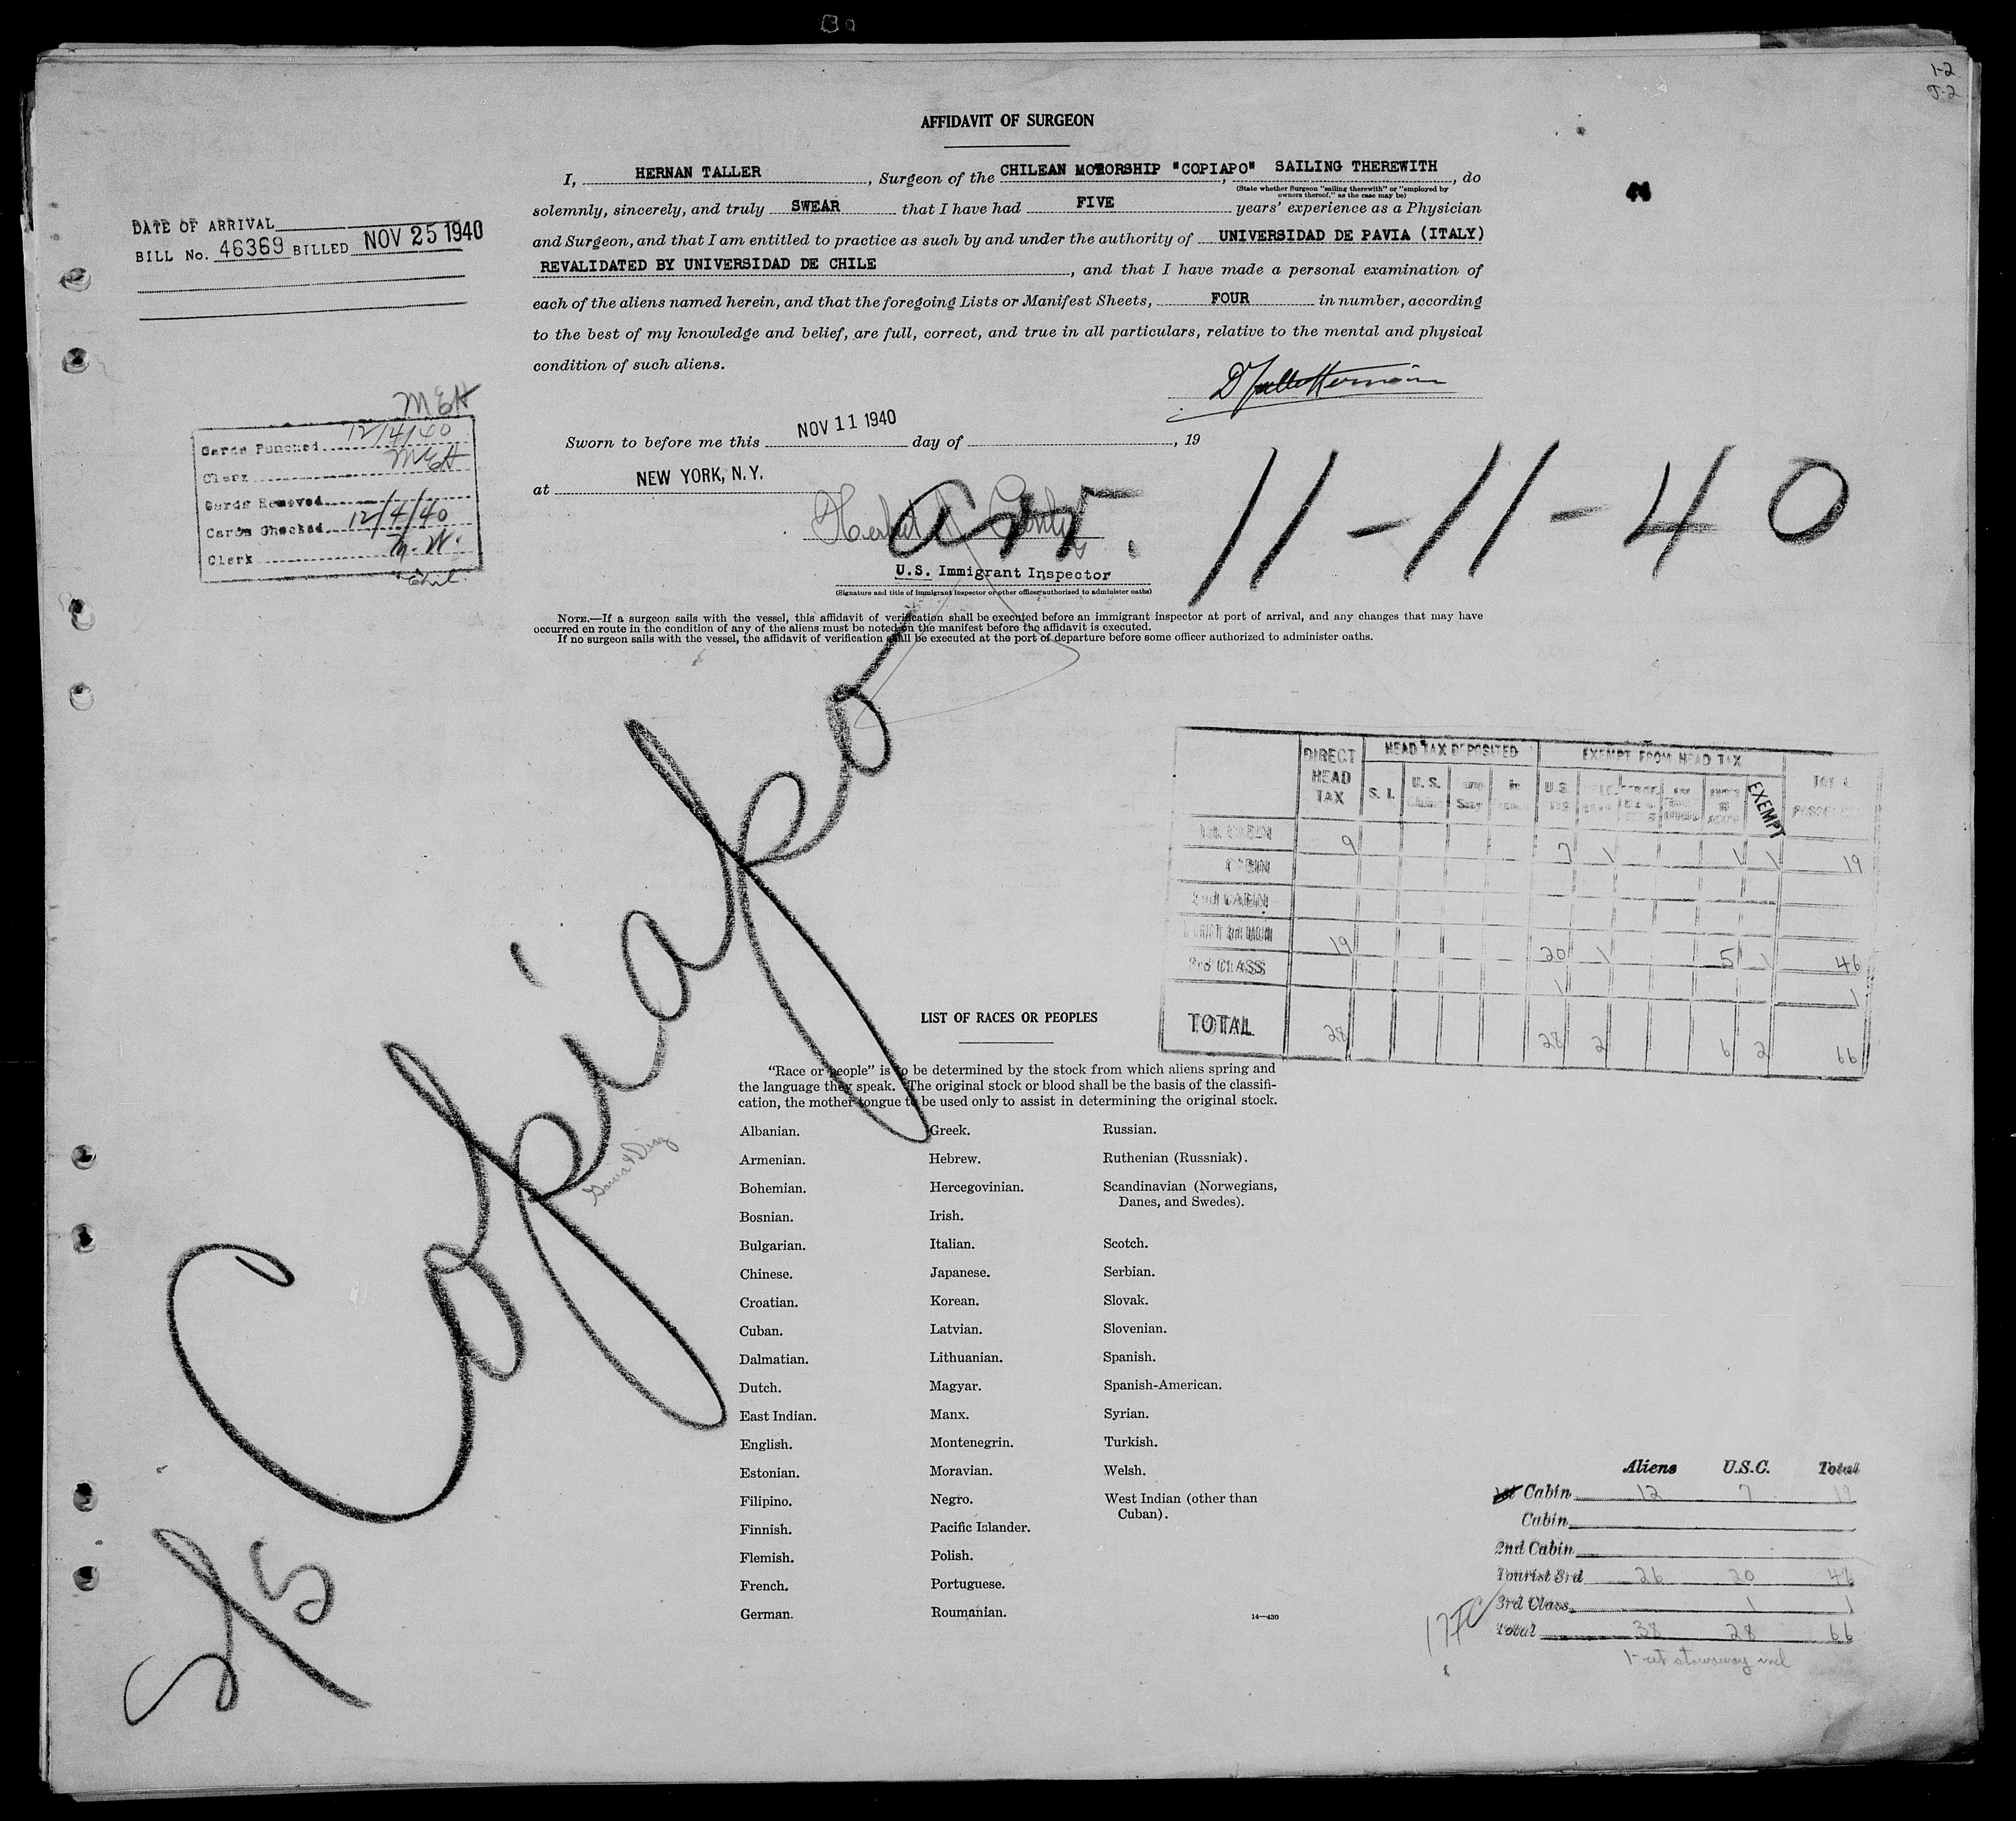 1-2
AFFIDAVIT OF SURGEON
I, HERNAN TALLER, Surgeon of the CHILEAN MOTORSHIP "COPIAPO", SAILING THEREWITH, do
(State whether Surgeon "sailing therewith" or "employed by
owners thereof," as the case may be)
solemnly, sincerely, and truly SWEAR that I have had FIVE years' experience as a Physician
and Surgeon, and that I am entitled to practice as such by and under the authority of UNIVERSIDAD DE PAVIA (ITALY)
REVALIDATED BY UNIVERSIDAD DE CHILE, and that I have made a personal examination of
each of the aliens named herein, and that the foregoing Lists or Manifest Sheets, FOUR in number, according
to the best of my knowledge and belief, are full, correct, and true in all particulars, relative to the mental and physical
condition of such aliens.
DATE OF ARRIVAL
BILL No. 46369 BILLED NOV 25 1940
MEH
Cards Punched 12/4/40
Clerk MEH
Cards Removed
Cards Checked 12/4/40
Clerk M.W.
Sworn to before me this NOV 11 1940 day of , 19
at NEW YORK, N.Y.
Arr. 11-11-40
U.S. Immigrant Inspector
(Signature and title of immigrant inspector or other officer authorized to administer oaths)
NOTE.—If a surgeon sails with the vessel, this affidavit of verification shall be executed before an immigrant inspector at port of arrival, and any changes that may have
occurred en route in the condition of any of the aliens must be noted on the manifest before the affidavit is executed.
If no surgeon sails with the vessel, the affidavit of verification shall be executed at the port of departure before some officer authorized to administer oaths.
S/S Copiapo
DIRECT HEAD TAX
HEAD TAX DEPOSITED
EXEMPT FROM HEAD TAX
S. I.
U. S.
U.S.
EXEMPT
1st CABIN 9 7 1 1 1 19
CABIN
2nd CABIN
19 20 1 5 1 46
3rd CLASS 1 1
TOTAL 28 28 2 6 2 66
LIST OF RACES OR PEOPLES
"Race or people" is to be determined by the stock from which aliens spring and
the language they speak. The original stock or blood shall be the basis of the classifi-
cation, the mother tongue to be used only to assist in determining the original stock.
Albanian.
Armenian.
Bohemian.
Bosnian.
Bulgarian.
Chinese.
Croatian.
Cuban.
Dalmatian.
Dutch.
East Indian.
English.
Estonian.
Filipino.
Finnish.
Flemish.
French.
German.
Greek.
Hebrew.
Hercegovinian.
Irish.
Italian.
Japanese.
Korean.
Latvian.
Lithuanian.
Magyar.
Manx.
Montenegrin.
Moravian.
Negro.
Pacific Islander.
Polish.
Portuguese.
Roumanian.
Russian.
Ruthenian (Russniak).
Scandinavian (Norwegians,
Danes, and Swedes).
Scotch.
Serbian.
Slovak.
Slovenian.
Spanish.
Spanish-American.
Syrian.
Turkish.
Welsh.
West Indian (other than
Cuban).
14—430
Aliens U.S.C. Total
1st Cabin 12 7 19
Cabin
2nd Cabin
Tourist 3rd 26 20 46
3rd Class 1 1
Total 38 28 66
stowaway incl